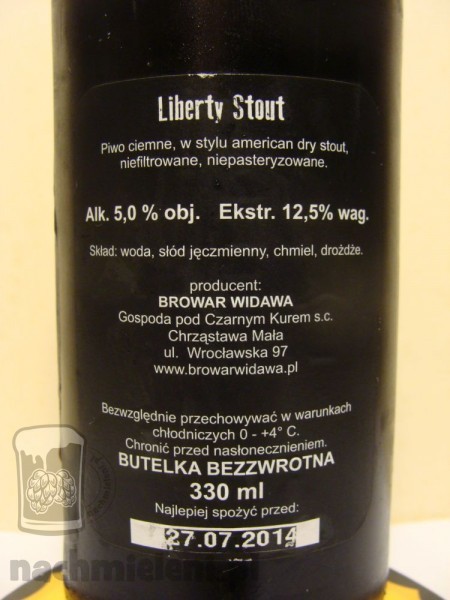 Liberty Stout
Piwo ciemne, w stylu american dry stout,
niefiltrowane, niepasteryzowane.
Alk. 5,0 % obj. Ekstr. 12,5% wag.
Skład: woda, słód jęczmienny, chmiel, drożdże.
producent:
BROWAR WIDAWA
Gospoda pod Czarnym Kurem s.c.
Chrząstawa Mała
ul. Wrocławska 97
www.browarwidawa.pl
Bezwzględnie przechowywać w warunkach
chłodniczych 0 - +4° C.
Chronić przed nasłonecznieniem.
BUTELKA BEZZWROTNA
330 ml
Najlepiej spożyć przed:
27.07.2014